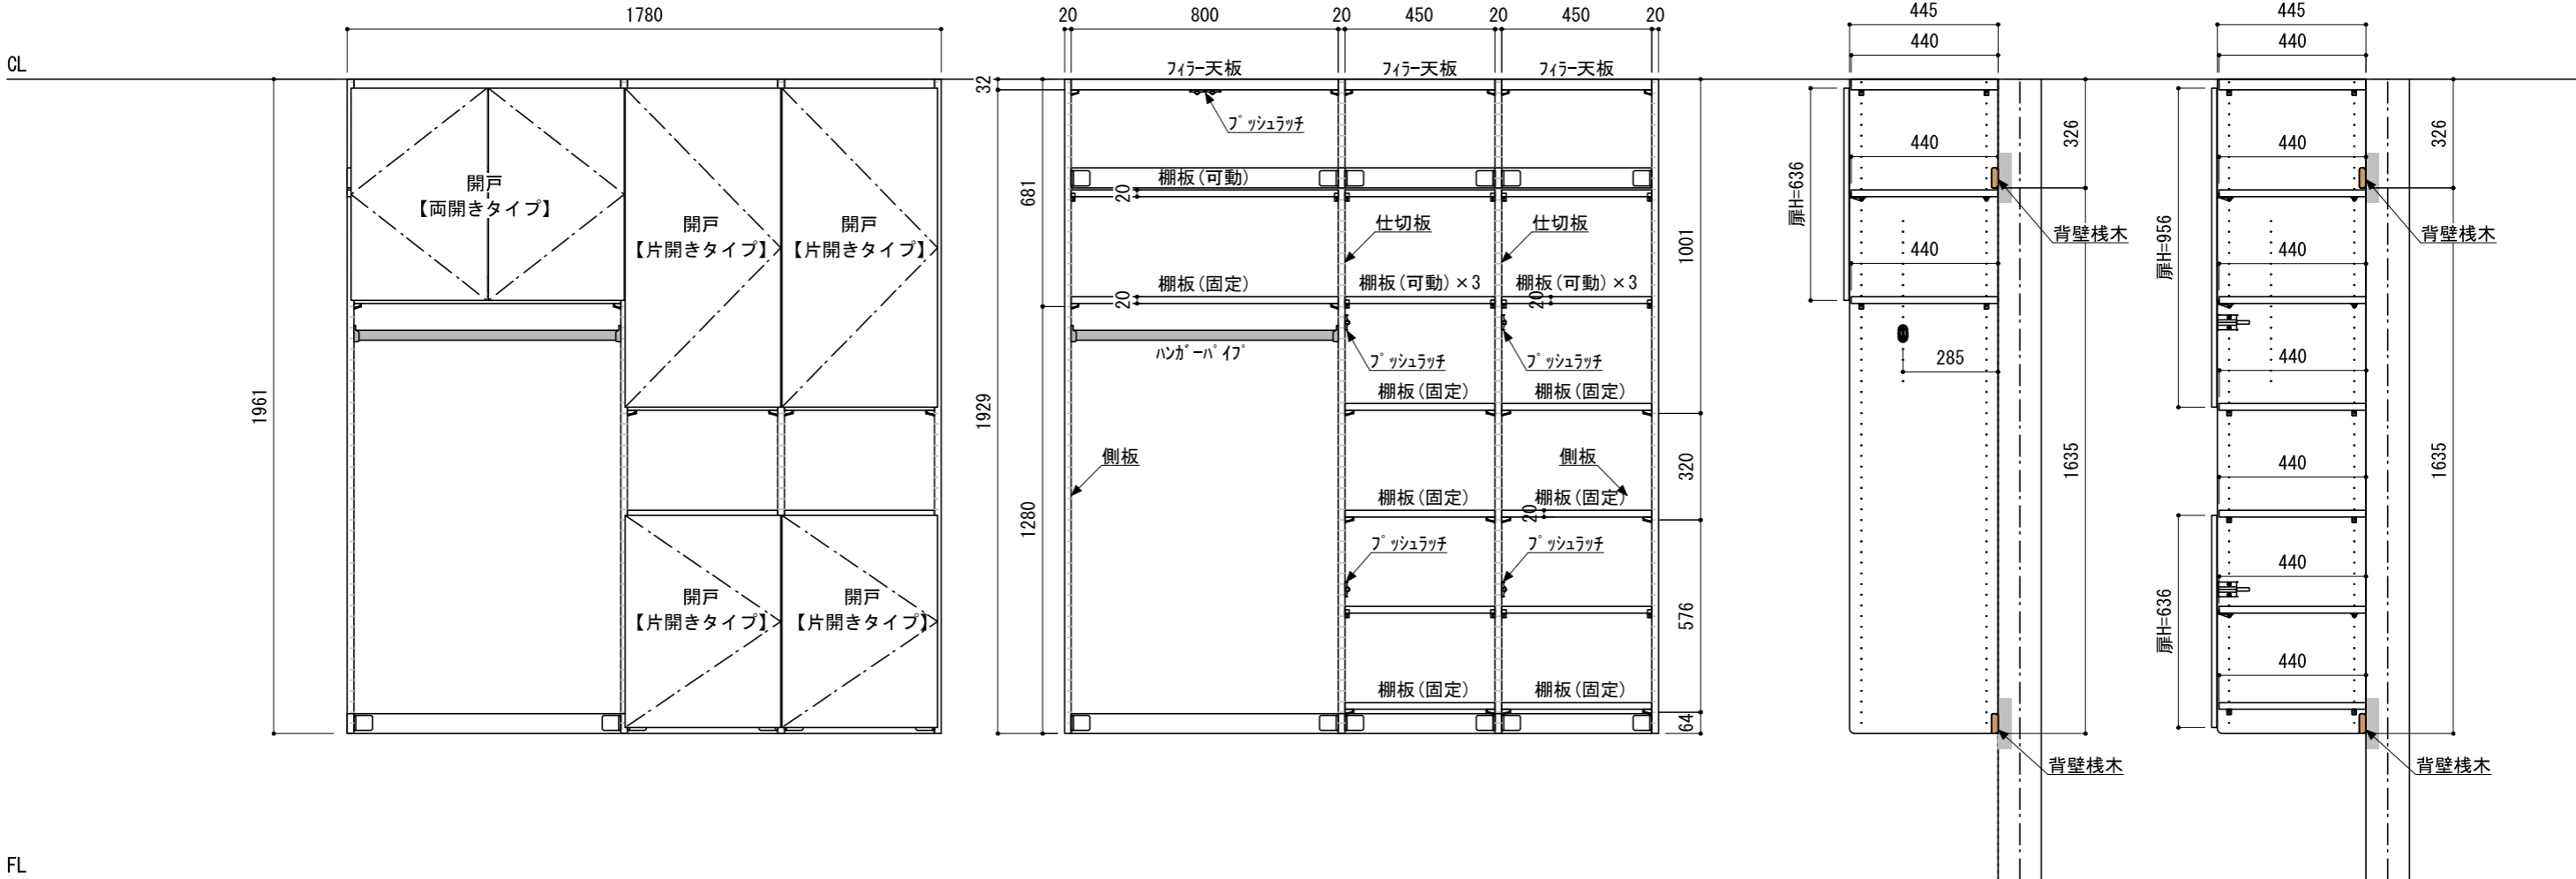 CL
FL
1780
1961
開戸
【両開きタイプ】
開戸
【片開きタイプ】
開戸
【片開きタイプ】
開戸
【片開きタイプ】
開戸
【片開きタイプ】
20
800
20
450
20
450
20
フィラー天板
フィラー天板
フィラー天板
32
1929
681
1280
プッシュラッチ
棚板(可動)
20
仕切板
仕切板
棚板(固定)
20
棚板(可動)×3
棚板(可動)×3
20
ハンガーパイプ
プッシュラッチ
プッシュラッチ
棚板(固定)
棚板(固定)
側板
側板
棚板(固定)
棚板(固定)
20
プッシュラッチ
プッシュラッチ
棚板(固定)
棚板(固定)
1001
320
576
64
445
440
扉H=636
440
440
285
326
1635
背壁桟木
背壁桟木
445
440
扉H=956
扉H=636
440
440
440
440
440
440
326
1635
背壁桟木
背壁桟木